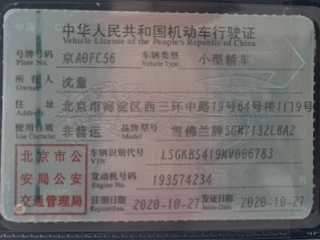 中华人民共和国机动车行驶证
Vehicle License of the People's Republic of China
号牌号码 京A0FC56 车辆类型 小型轿车
Plate No. Vehicle Type
所有人 沈童
Owner
住址 北京市海淀区西三环中路19号64号楼1门9号
Address
使用性质 非营运 品牌型号 雪佛兰牌SGM7132LBA2
Use Character Model
北京市公 车辆识别代号 LSGKB5419KV006783
VIN
安局公安 发动机号码 193574234
Engine No.
交通管理局 注册日期 2020-10-27 发证日期 2020-10-27
Register Date Issue Date